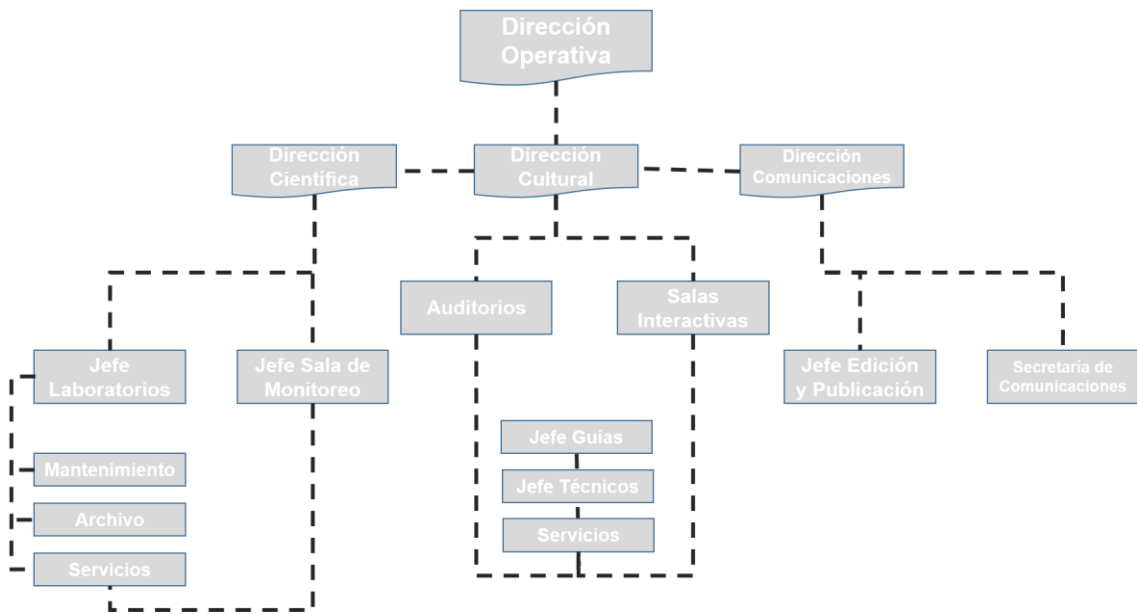 Dirección
Operativa
Dirección
Científica
Dirección
Cultural
Dirección
Comunicaciones
Auditorios
Salas
Interactivas
Jefe
Laboratorios
Jefe Sala de
Monitoreo
Jefe Edición
y Publicación
Secretaria de
Comunicaciones
Jefe Guías
Mantenimiento
Jefe Técnicos
Archivo
Servicios
Servicios